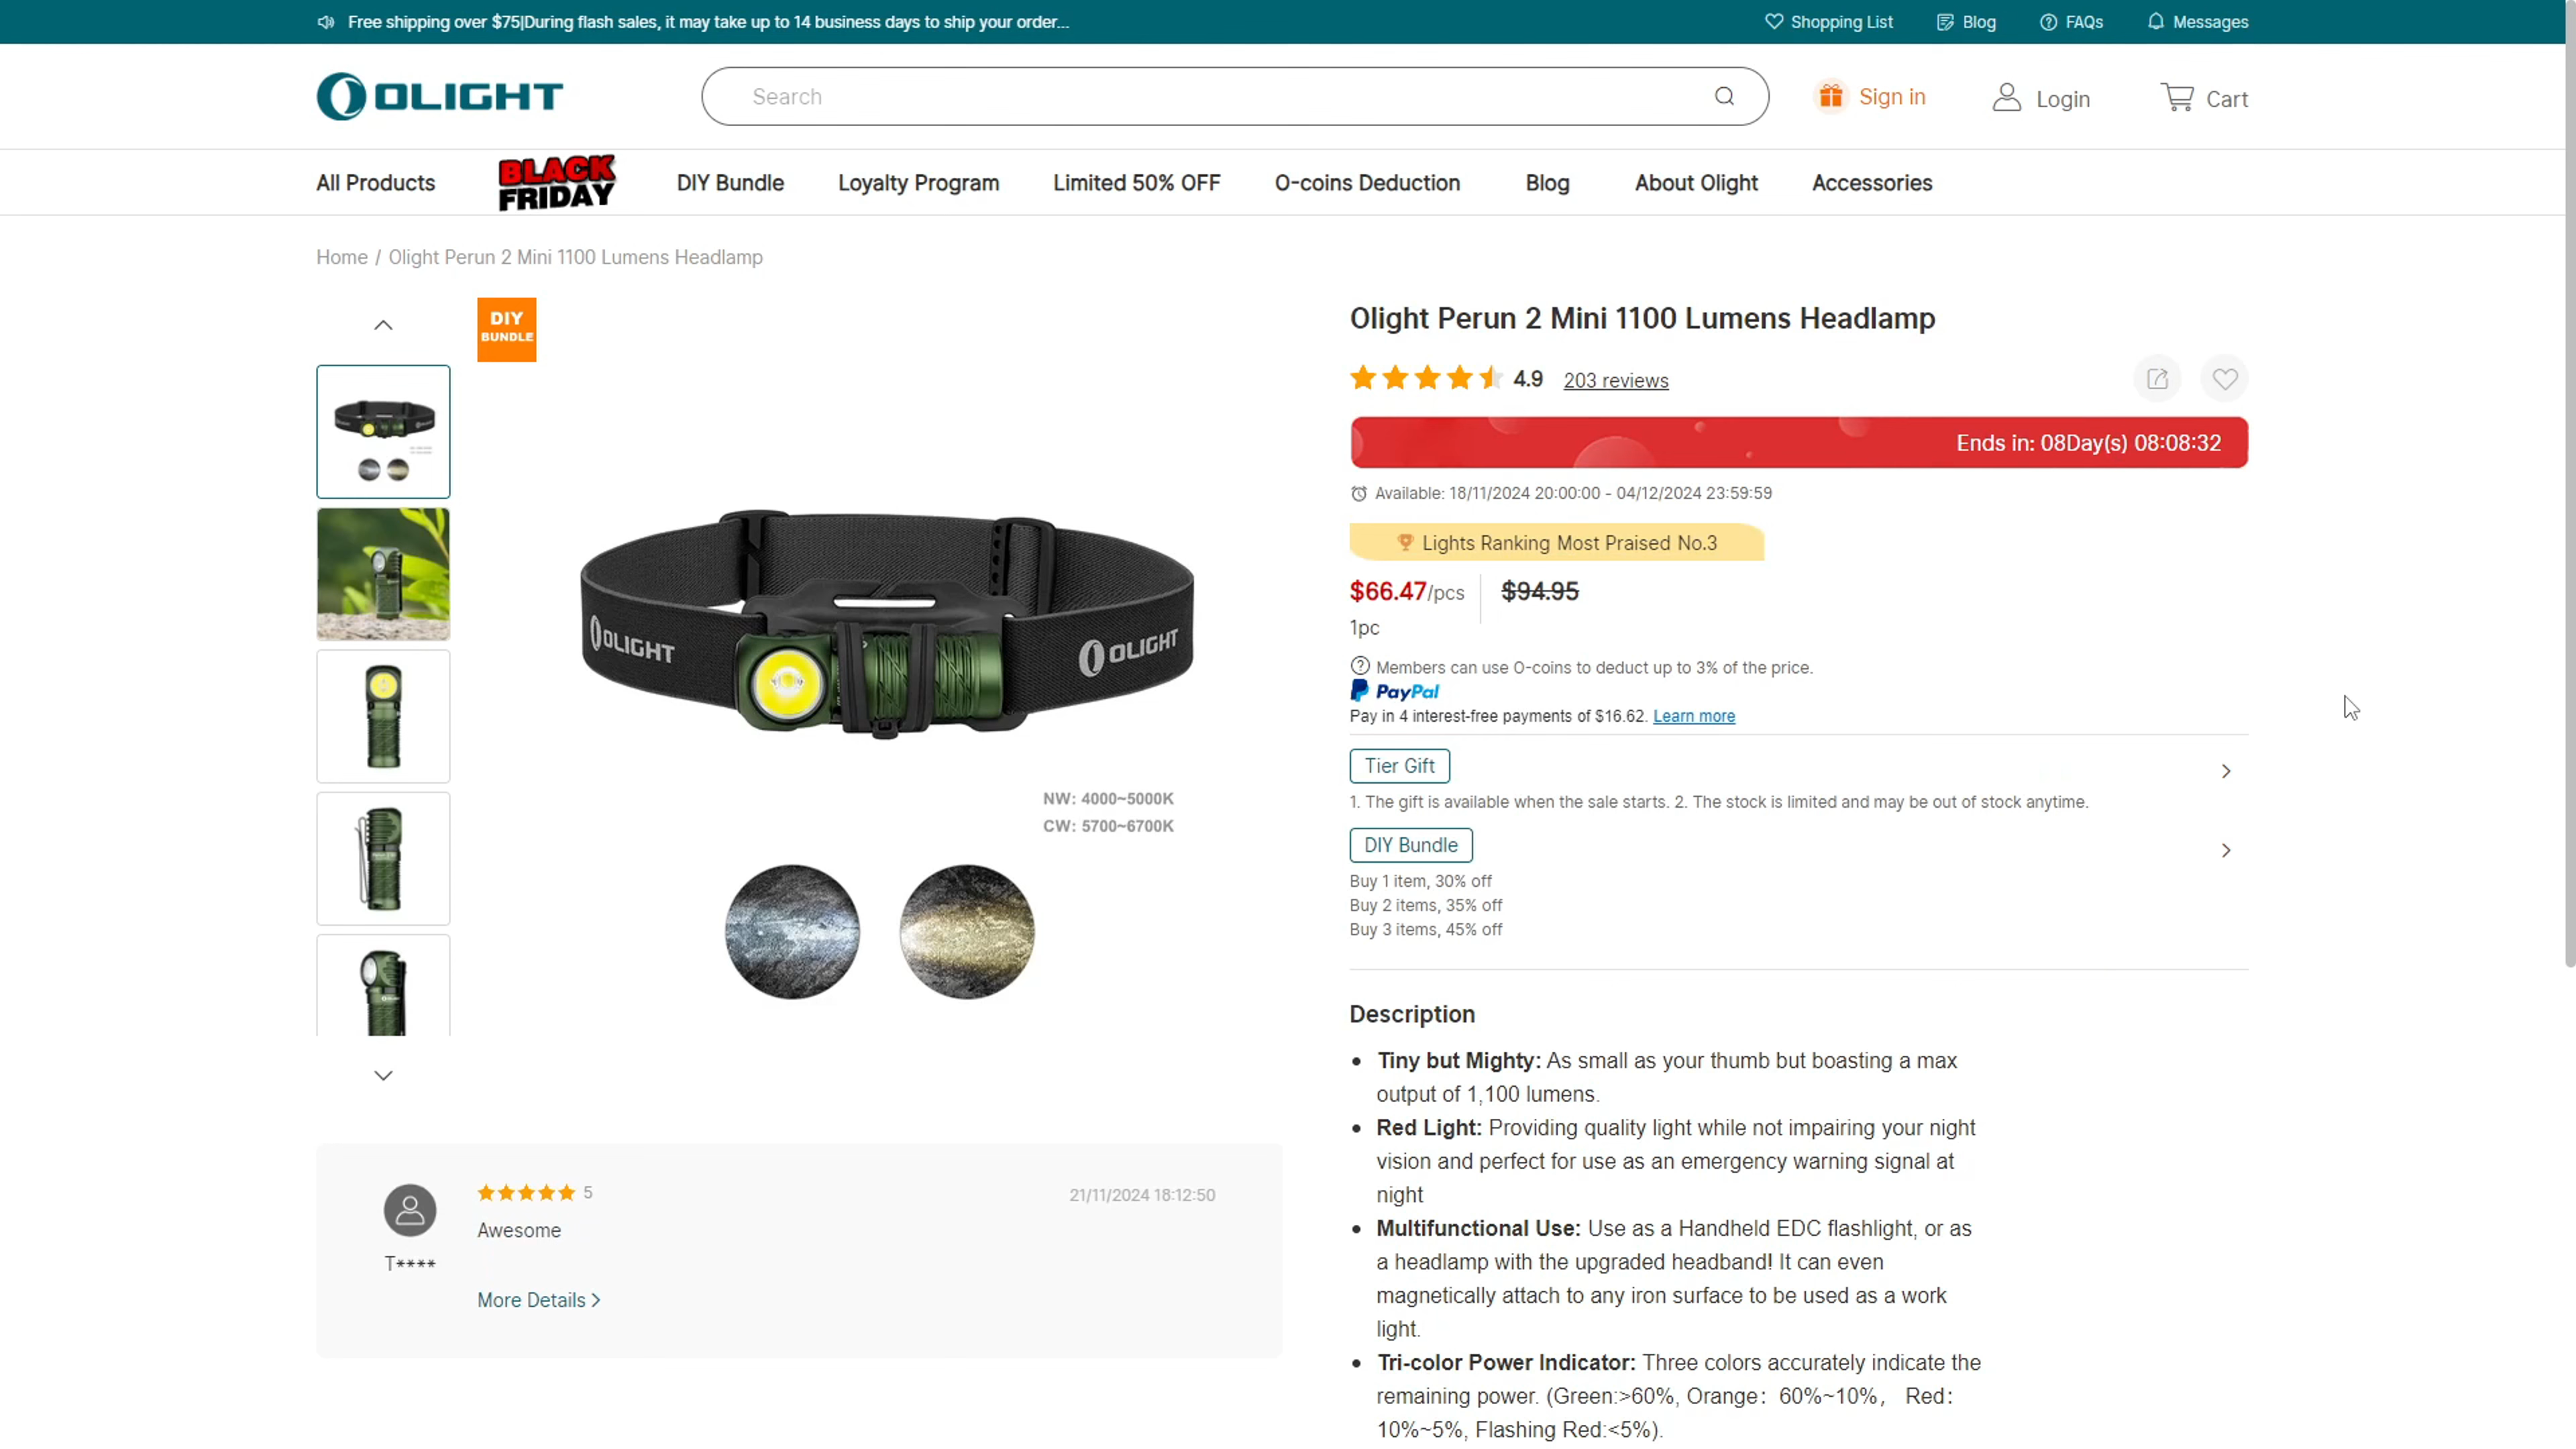 Free shipping over $75|During flash sales, it may take up to 14 business days to ship your order...
Shopping List
Blog
FAQs
Messages
OLIGHT
Search
Sign in
Login
Cart
All Products
BLACK
FRIDAY
DIY Bundle
Loyalty Program
Limited 50% OFF
O-coins Deduction
Blog
About Olight
Accessories
Home / Olight Perun 2 Mini 1100 Lumens Headlamp
DIY
BUNDLE
OLIGHT
OLIGHT
NW: 4000~5000K
CW: 5700~6700K
Olight Perun 2 Mini 1100 Lumens Headlamp
4.9 203 reviews
Ends in: 08Day(s) 08:08:32
Available: 18/11/2024 20:00:00 - 04/12/2024 23:59:59
Lights Ranking Most Praised No.3
$66.47/pcs $94.95
1pc
Members can use O-coins to deduct up to 3% of the price.
PayPal
Pay in 4 interest-free payments of $16.62. Learn more
Tier Gift
1. The gift is available when the sale starts. 2. The stock is limited and may be out of stock anytime.
DIY Bundle
Buy 1 item, 30% off
Buy 2 items, 35% off
Buy 3 items, 45% off
Description
• Tiny but Mighty: As small as your thumb but boasting a max
output of 1,100 lumens.
• Red Light: Providing quality light while not impairing your night
vision and perfect for use as an emergency warning signal at
night
• Multifunctional Use: Use as a Handheld EDC flashlight, or as
a headlamp with the upgraded headband! It can even
magnetically attach to any iron surface to be used as a work
light.
• Tri-color Power Indicator: Three colors accurately indicate the
remaining power. (Green:>60%, Orange： 60%~10%， Red：
10%~5%, Flashing Red:<5%).
5
21/11/2024 18:12:50
Awesome
T****
More Details >